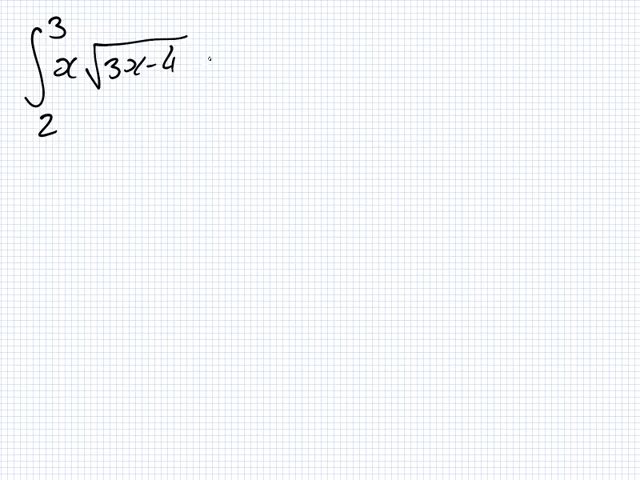 ∫₂³ x √(3x-4)